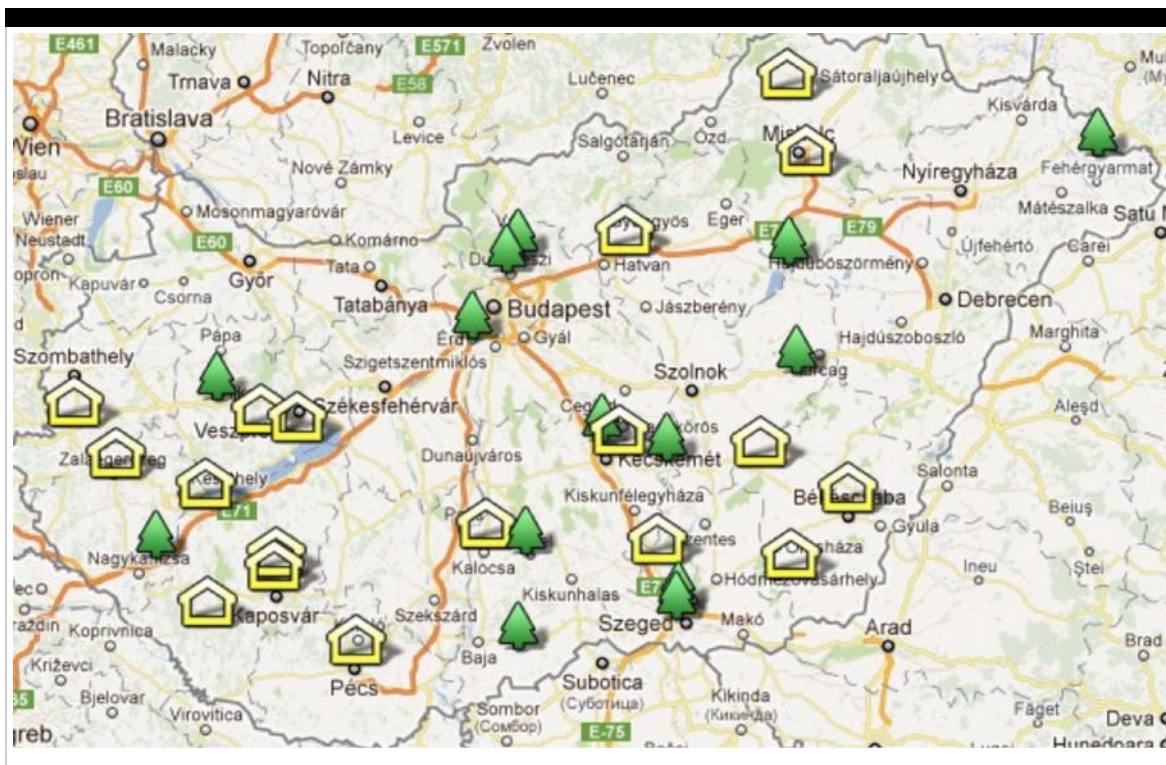 E461
Malacky
Topoľčany
E571
Zvolen
Trnava
Nitra
E58
Lučenec
Sátoraljaújhely
Kisvárda
Bratislava
Levice
Salgótarján
Ózd
Wien
Nové Zámky
Nyíregyháza
Fehérgyarmat
E60
Mosonmagyaróvár
Eger
Mátészalka
Satu
Wiener
Neustadt
E60
Komárno
E79
Újfehértó
Carei
Kapuvár
Csorna
Győr
Tata
Hatvan
Hajdúböszörmény
Tatabánya
Budapest
Jászberény
Debrecen
Pápa
Érd
Gyál
Hajdúszoboszló
Marghita
Szombathely
Szigetszentmiklós
Szolnok
Székesfehérvár
Aleşd
Dunaújváros
Kecskemét
Salonta
E71
Kiskunfélegyháza
Beiuş
Gyula
Nagykanizsa
Kalocsa
Ineu
Ştei
Hódmezővásárhely
Kaposvár
Szekszárd
Kiskunhalas
Szeged
Makó
Arad
Koprivnica
Baja
Brad
Križevci
Pécs
Subotica
(Суботица)
Kikinda
(Кикинда)
Bjelovar
Virovitica
Sombor
(Сомбор)
E-75
Făget
Deva
Hunedoara